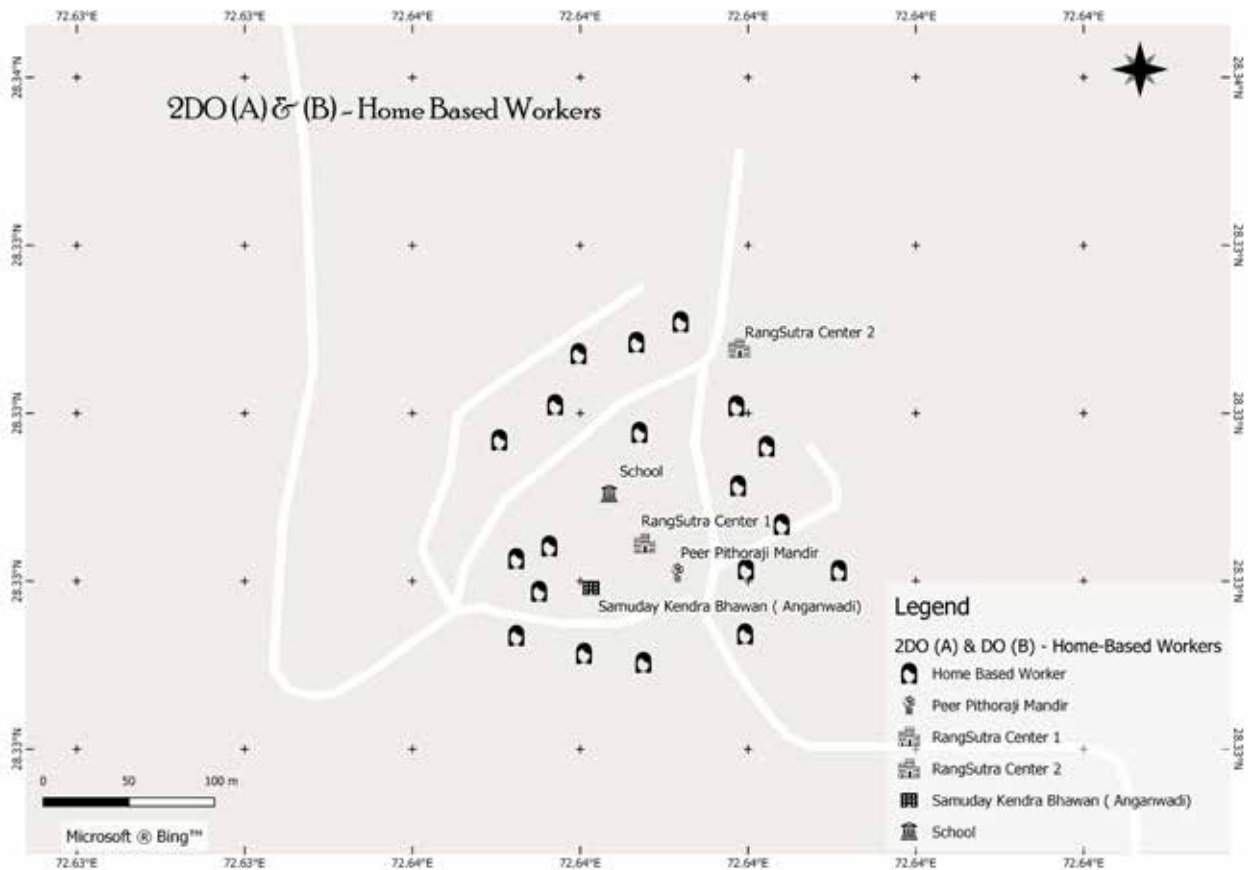 72.63°E 72.63°E 72.64°E 72.64°E 72.64°E 72.64°E 72.64°E
28.34°N 28.34°N
2DO (A) & (B) - Home Based Workers
28.33°N 28.33°N
RangSutra Center 2
28.33°N 28.33°N
School
RangSutra Center 1
Peer Pithoraji Mandir
28.33°N 28.33°N
Samuday Kendra Bhawan ( Anganwadi)
Legend
2DO (A) & DO (B) - Home-Based Workers
Home Based Worker
Peer Pithoraji Mandir
RangSutra Center 1
RangSutra Center 2
Samuday Kendra Bhawan ( Anganwadi)
School
28.33°N 28.33°N
0 50 100 m
Microsoft ® Bing™
72.63°E 72.63°E 72.64°E 72.64°E 72.64°E 72.64°E 72.64°E